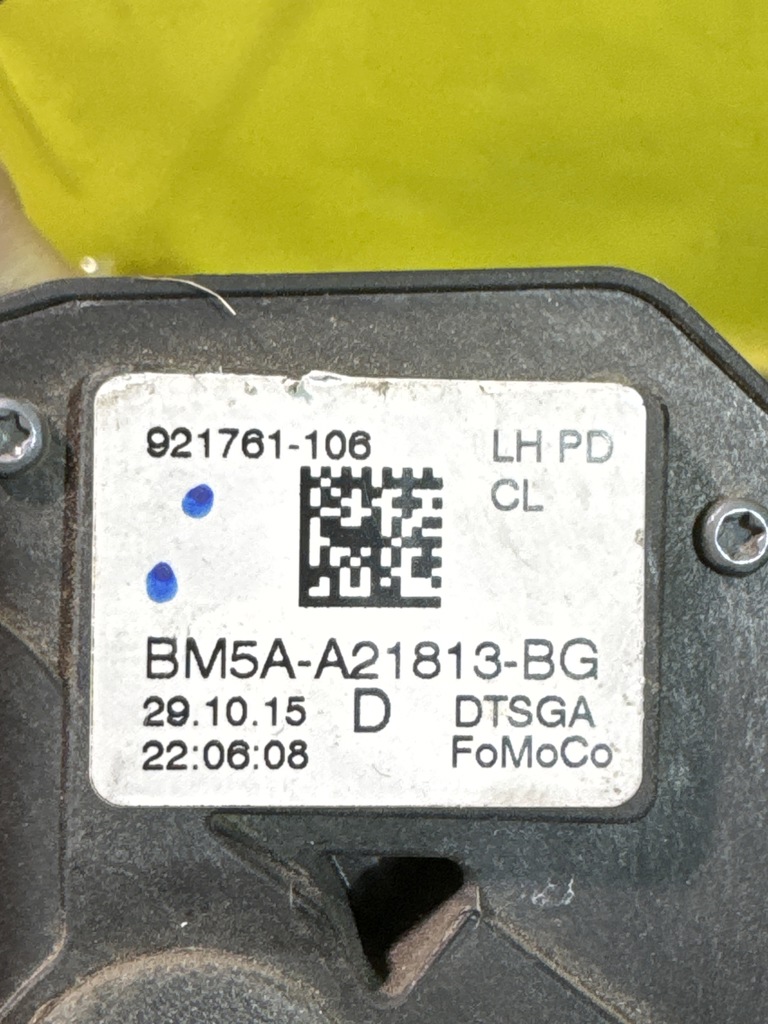 921761-106
LH PD
CL
BM5A-A21813-BG
29.10.15 D DTSGA
22:06:08 FoMoCo